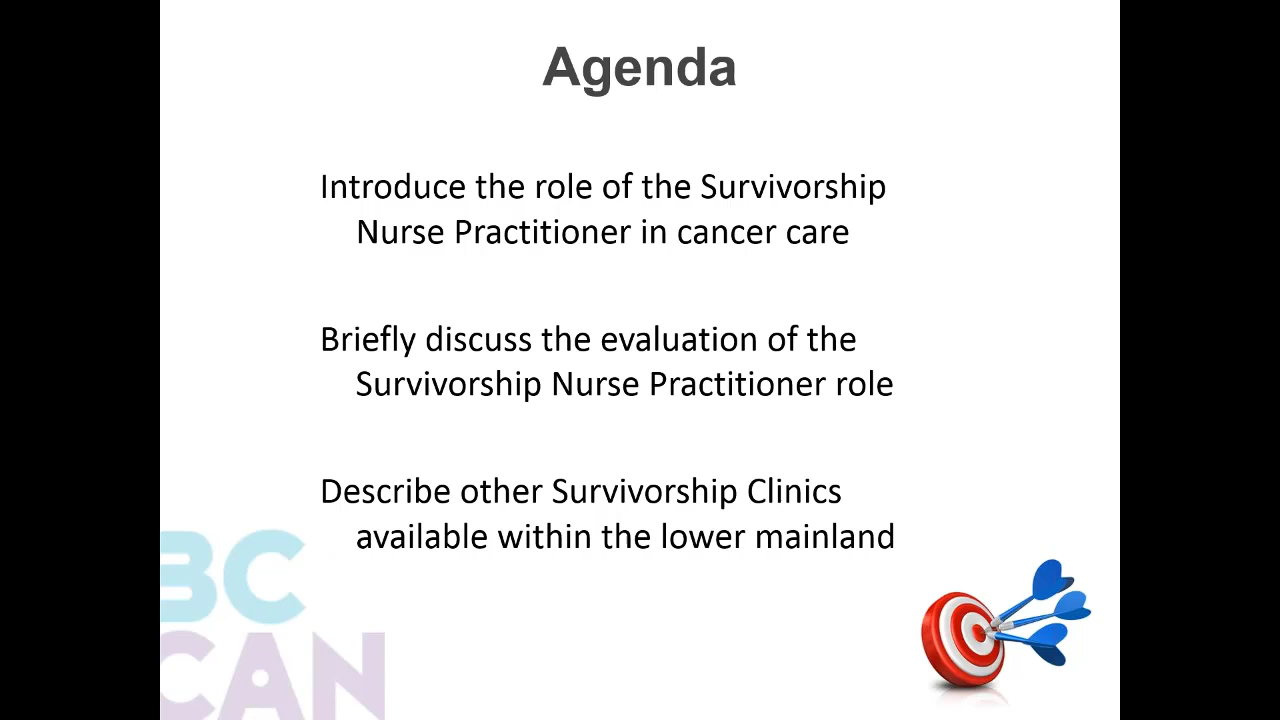 Agenda
Introduce the role of the Survivorship
Nurse Practitioner in cancer care
Briefly discuss the evaluation of the
Survivorship Nurse Practitioner role
Describe other Survivorship Clinics
available within the lower mainland
BC
CAN